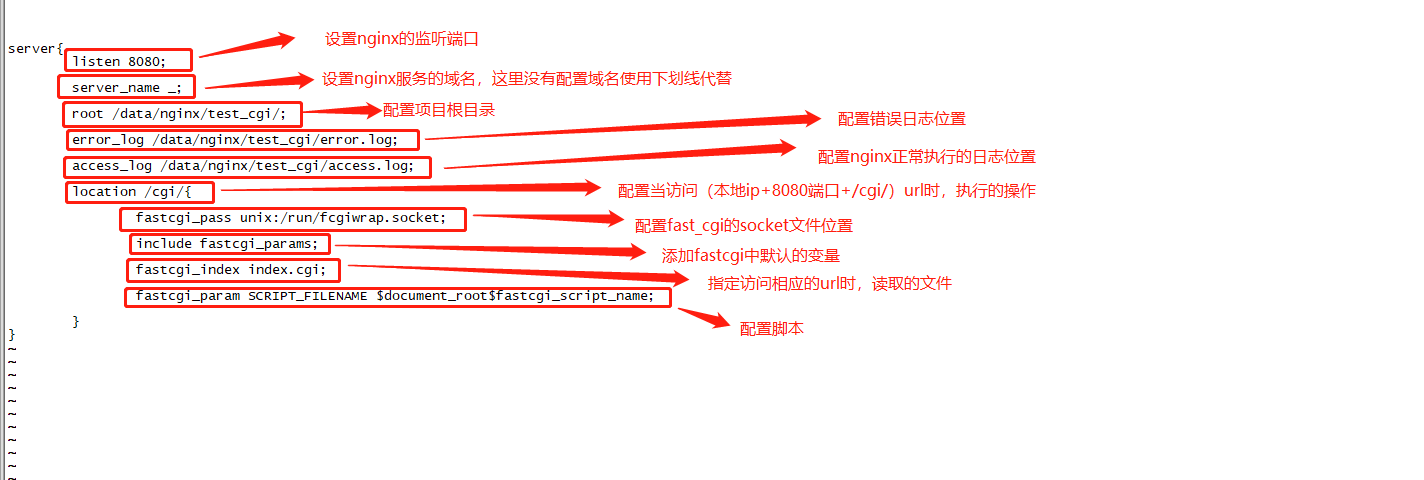 server{
listen 8080;
设置nginx的监听端口
server_name _;
设置nginx服务的域名，这里没有配置域名使用下划线代替
root /data/nginx/test_cgi/;
配置项目根目录
error_log /data/nginx/test_cgi/error.log;
配置错误日志位置
access_log /data/nginx/test_cgi/access.log;
配置nginx正常执行的日志位置
location /cgi/{
配置当访问（本地ip+8080端口+/cgi/）url时，执行的操作
fastcgi_pass unix:/run/fcgiwrap.socket;
配置fast_cgi的socket文件位置
include fastcgi_params;
添加fastcgi中默认的变量
fastcgi_index index.cgi;
指定访问相应的url时，读取的文件
fastcgi_param SCRIPT_FILENAME $document_root$fastcgi_script_name;
配置脚本
}
}
~
~
~
~
~
~
~
~
~
~
~